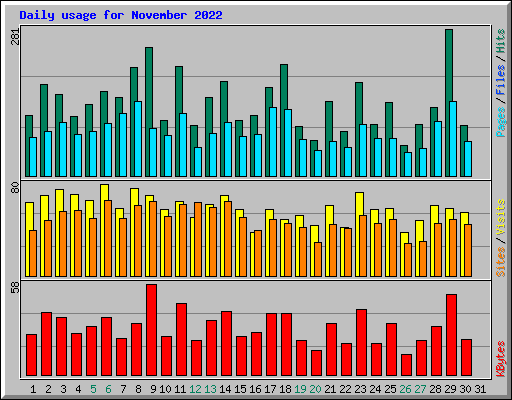 Daily usage for November 2022
281
Pages / Files / Hits
80
Sites / Visits
58
KBytes
1 2 3 4 5 6 7 8 9 10 11 12 13 14 15 16 17 18 19 20 21 22 23 24 25 26 27 28 29 30 31